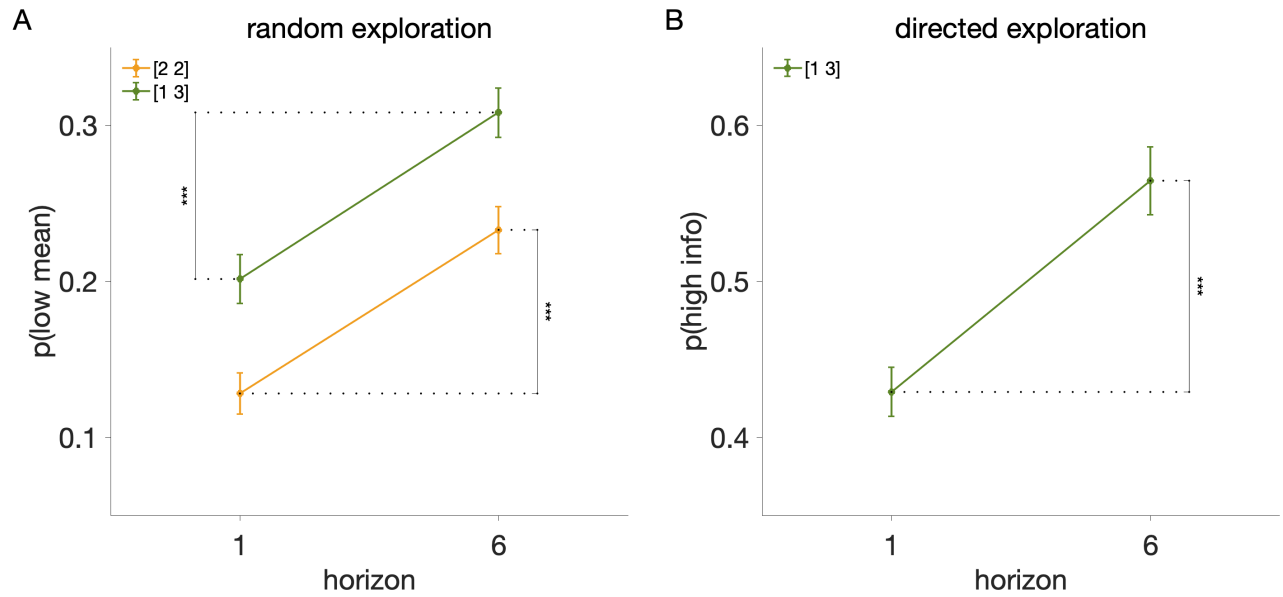 A
random exploration
[2 2]
[1 3]
0.3
0.2
0.1
p(low mean)
***
***
1
6
horizon
B
directed exploration
[1 3]
0.6
0.5
0.4
p(high info)
***
1
6
horizon